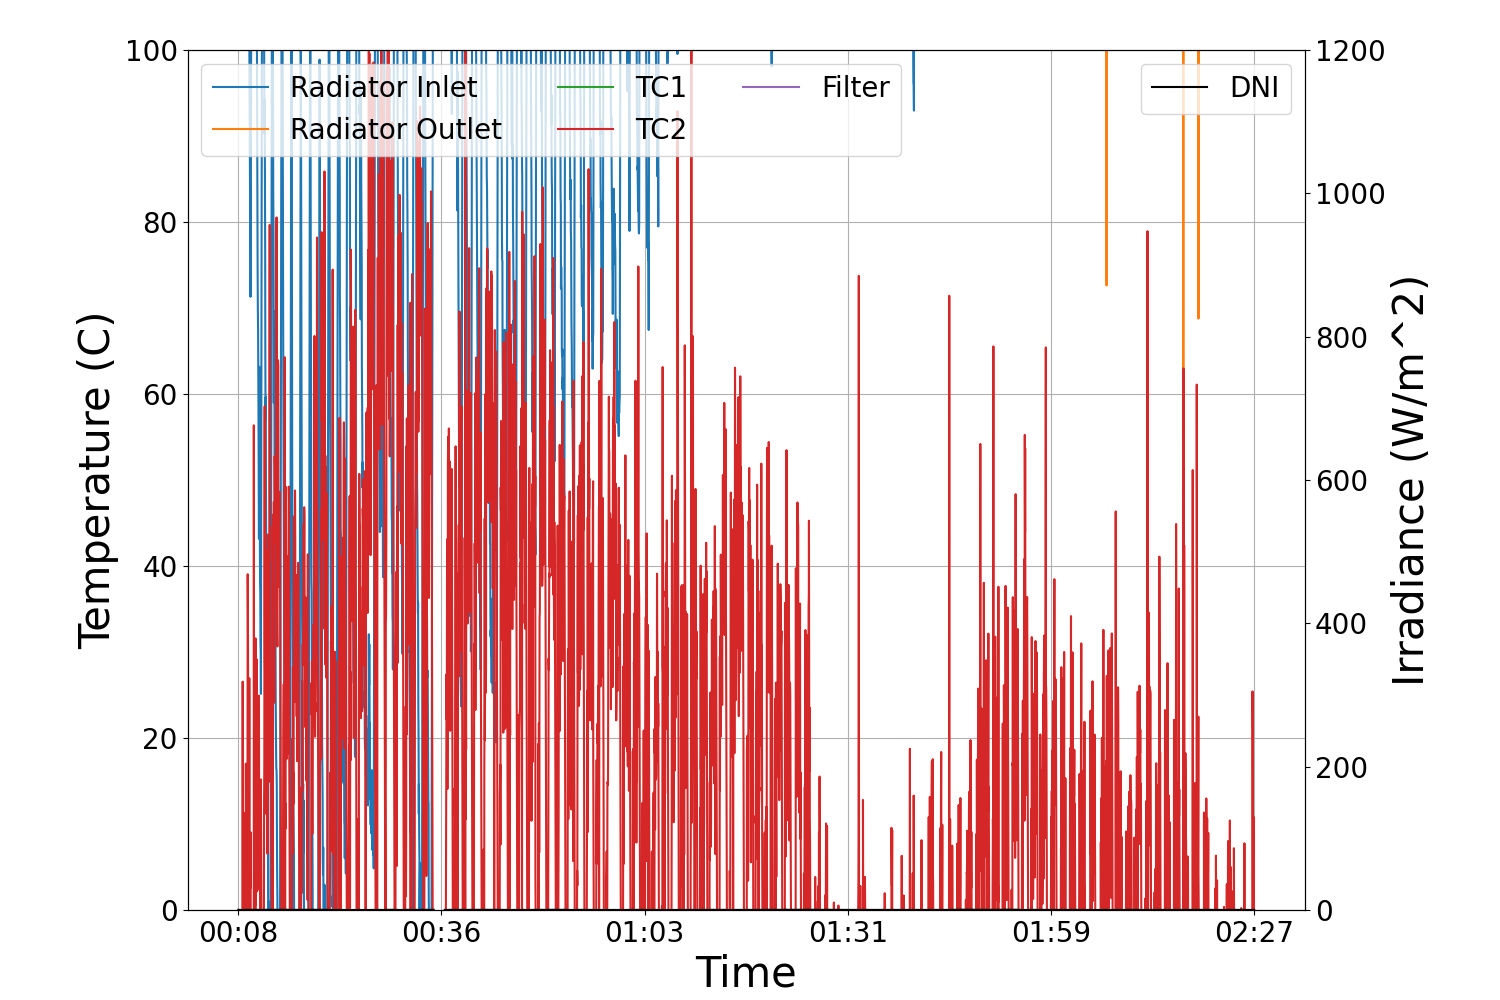 100
80
60
40
20
0
Temperature (C)
Radiator Inlet
Radiator Outlet
TC1
TC2
Filter
DNI
1200
1000
800
600
400
200
0
Irradiance (W/m^2)
00:08
00:36
01:03
01:31
01:59
02:27
Time